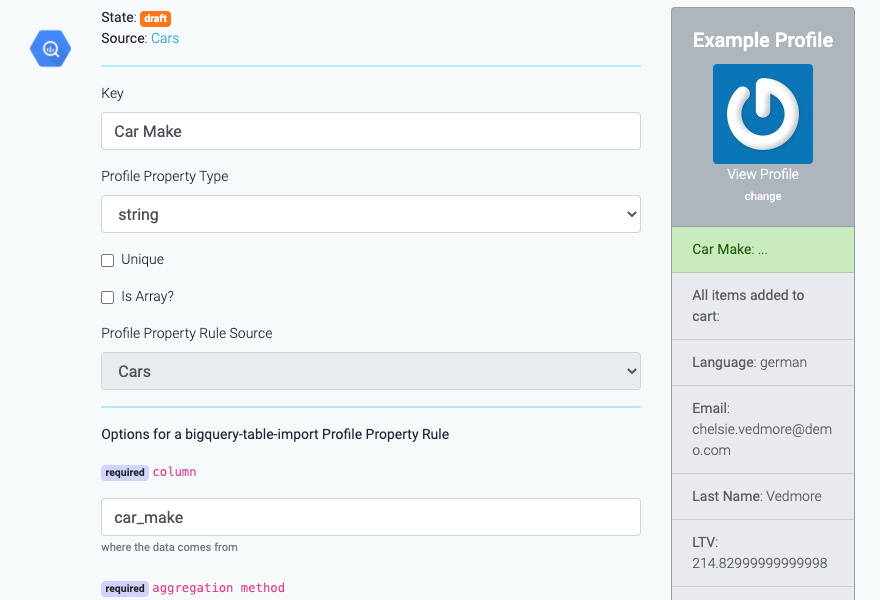 State: draft
Source: Cars
Key
Car Make
Profile Property Type
string
Unique
Is Array?
Profile Property Rule Source
Cars
Options for a bigquery-table-import Profile Property Rule
required column
car_make
where the data comes from
required aggregation method
Example Profile
View Profile
change
Car Make: ...
All items added to
cart:
Language: german
Email:
chelsie.vedmore@dem
o.com
Last Name: Vedmore
LTV:
214.82999999999998